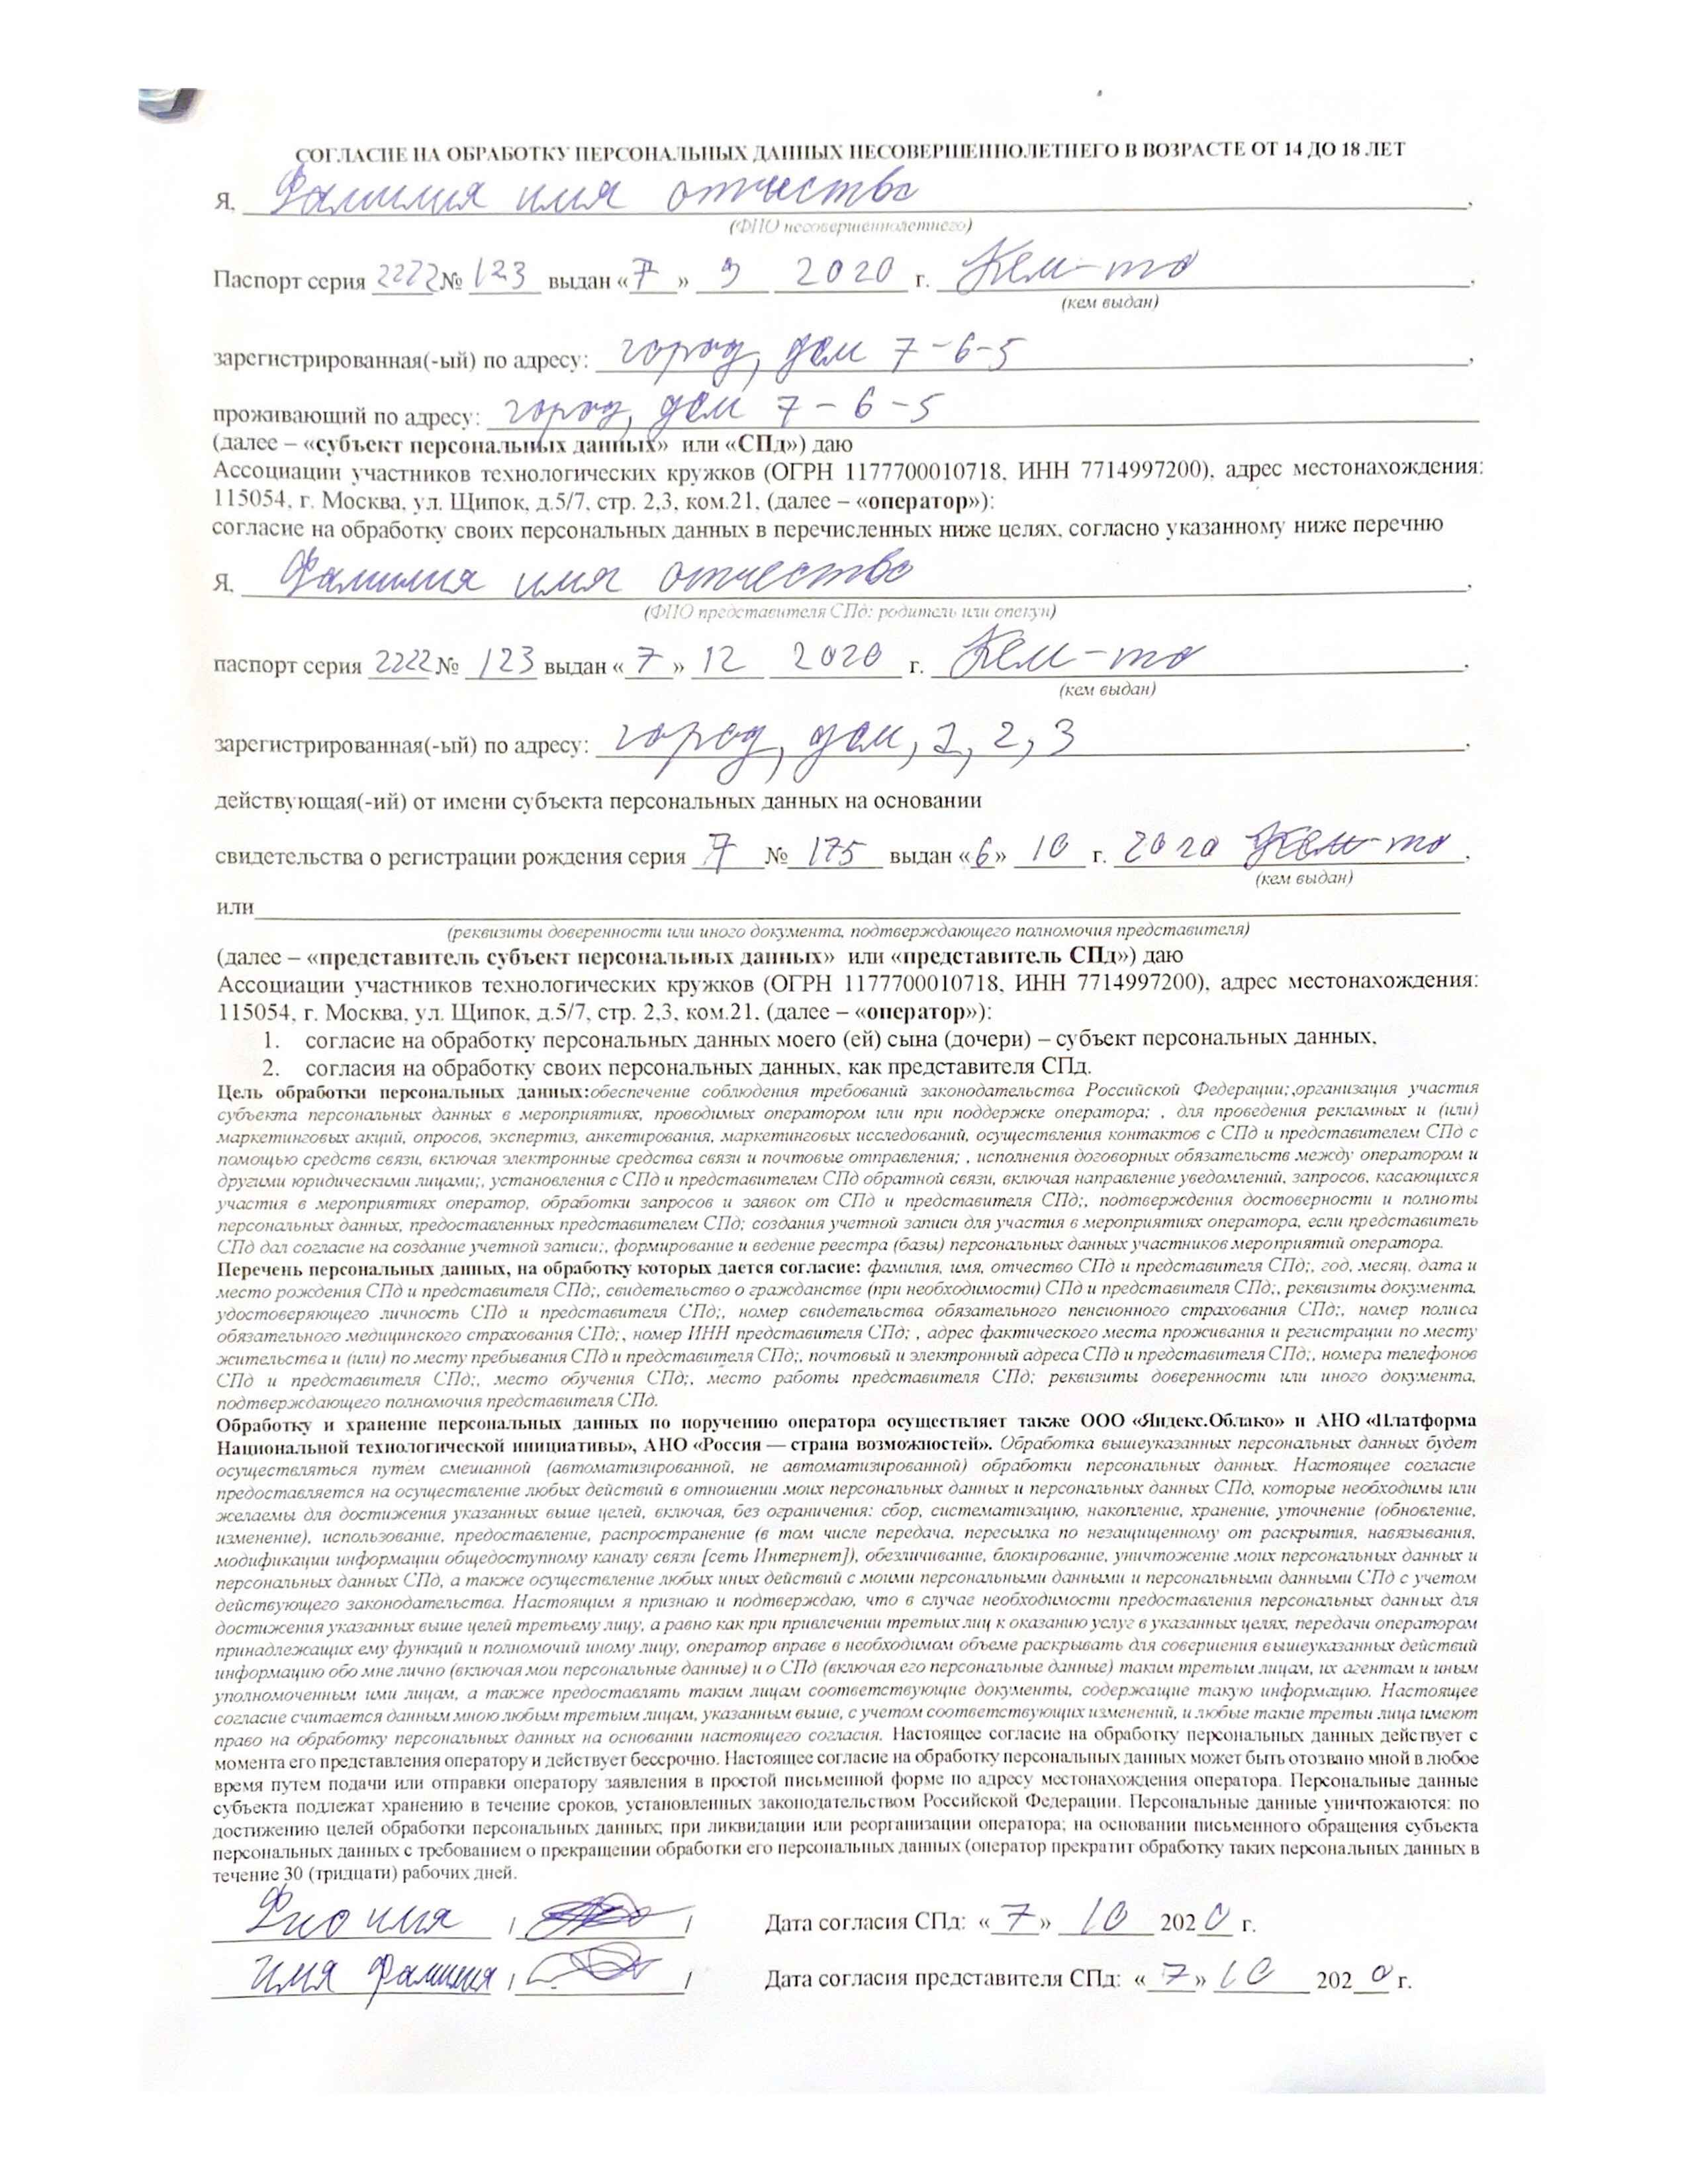 СОГЛАСИЕ НА ОБРАБОТКУ ПЕРСОНАЛЬНЫХ ДАННЫХ НЕСОВЕРШЕННОЛЕТНЕГО В ВОЗРАСТЕ ОТ 14 ДО 18 ЛЕТ
Я, Фамилия имя отчество,
(ФИО несовершеннолетнего)
Паспорт серия 2222 № 123 выдан «7» 9 2020 г. Кем-то,
(кем выдан)
зарегистрированная(-ый) по адресу: город, дом 7-6-5,
проживающий по адресу: город, дом 7-6-5
(далее – «субъект персональных данных» или «СПд») даю
Ассоциации участников технологических кружков (ОГРН 1177700010718, ИНН 7714997200), адрес местонахождения:
115054, г. Москва, ул. Щипок, д.5/7, стр. 2,3, ком.21, (далее – «оператор»):
согласие на обработку своих персональных данных в перечисленных ниже целях, согласно указанному ниже перечню
Я, Фамилия имя отчество,
(ФИО представителя СПд: родитель или опекун)
паспорт серия 2222 № 123 выдан «7» 12 2020 г. Кем-то,
(кем выдан)
зарегистрированная(-ый) по адресу: город, дом, 1, 2, 3,
действующая(-ий) от имени субъекта персональных данных на основании
свидетельства о регистрации рождения серия 7 № 175 выдан «6» 10 г. 2020 Кем-то,
(кем выдан)
или
(реквизиты доверенности или иного документа, подтверждающего полномочия представителя)
(далее – «представитель субъект персональных данных» или «представитель СПд») даю
Ассоциации участников технологических кружков (ОГРН 1177700010718, ИНН 7714997200), адрес местонахождения:
115054, г. Москва, ул. Щипок, д.5/7, стр. 2,3, ком.21, (далее – «оператор»):
1. согласие на обработку персональных данных моего (ей) сына (дочери) – субъект персональных данных,
2. согласия на обработку своих персональных данных, как представителя СПд.
Цель обработки персональных данных:обеспечение соблюдения требований законодательства Российской Федерации;,организация участия
субъекта персональных данных в мероприятиях, проводимых оператором или при поддержке оператора; , для проведения рекламных и (или)
маркетинговых акций, опросов, экспертиз, анкетирования, маркетинговых исследований, осуществления контактов с СПд и представителем СПд с
помощью средств связи, включая электронные средства связи и почтовые отправления; , исполнения договорных обязательств между оператором и
другими юридическими лицами;, установления с СПд и представителем СПд обратной связи, включая направление уведомлений, запросов, касающихся
участия в мероприятиях оператор, обработки запросов и заявок от СПд и представителя СПд;, подтверждения достоверности и полноты
персональных данных, предоставленных представителем СПд; создания учетной записи для участия в мероприятиях оператора, если представитель
СПд дал согласие на создание учетной записи;, формирование и ведение реестра (базы) персональных данных участников мероприятий оператора.
Перечень персональных данных, на обработку которых дается согласие: фамилия, имя, отчество СПд и представителя СПд;, год, месяц, дата и
место рождения СПд и представителя СПд;, свидетельство о гражданстве (при необходимости) СПд и представителя СПд;, реквизиты документа,
удостоверяющего личность СПд и представителя СПд;, номер свидетельства обязательного пенсионного страхования СПд;, номер полиса
обязательного медицинского страхования СПд;, номер ИНН представителя СПд; , адрес фактического места проживания и регистрации по месту
жительства и (или) по месту пребывания СПд и представителя СПд;, почтовый и электронный адреса СПд и представителя СПд;, номера телефонов
СПд и представителя СПд;, место обучения СПд;, место работы представителя СПд; реквизиты доверенности или иного документа,
подтверждающего полномочия представителя СПд.
Обработку и хранение персональных данных по поручению оператора осуществляет также ООО «Яндекс.Облако» и АНО «Платформа
Национальной технологической инициативы», АНО «Россия — страна возможностей». Обработка вышеуказанных персональных данных будет
осуществляться путем смешанной (автоматизированной, не автоматизированной) обработки персональных данных. Настоящее согласие
предоставляется на осуществление любых действий в отношении моих персональных данных и персональных данных СПд, которые необходимы или
желаемы для достижения указанных выше целей, включая, без ограничения: сбор, систематизацию, накопление, хранение, уточнение (обновление,
изменение), использование, предоставление, распространение (в том числе передача, пересылка по незащищенному от раскрытия, навязывания,
модификации информации общедоступному каналу связи [сеть Интернет]), обезличивание, блокирование, уничтожение моих персональных данных и
персональных данных СПд, а также осуществление любых иных действий с моими персональными данными и персональными данными СПд с учетом
действующего законодательства. Настоящим я признаю и подтверждаю, что в случае необходимости предоставления персональных данных для
достижения указанных выше целей третьему лицу, а равно как при привлечении третьих лиц к оказанию услуг в указанных целях, передачи оператором
принадлежащих ему функций и полномочий иному лицу, оператор вправе в необходимом объеме раскрывать для совершения вышеуказанных действий
информацию обо мне лично (включая мои персональные данные) и о СПд (включая его персональные данные) таким третьим лицам, их агентам и иным
уполномоченным ими лицам, а также предоставлять таким лицам соответствующие документы, содержащие такую информацию. Настоящее
согласие считается данным мною любым третьим лицам, указанным выше, с учетом соответствующих изменений, и любые такие третьи лица имеют
право на обработку персональных данных на основании настоящего согласия. Настоящее согласие на обработку персональных данных действует с
момента его представления оператору и действует бессрочно. Настоящее согласие на обработку персональных данных может быть отозвано мной в любое
время путем подачи или отправки оператору заявления в простой письменной форме по адресу местонахождения оператора. Персональные данные
субъекта подлежат хранению в течение сроков, установленных законодательством Российской Федерации. Персональные данные уничтожаются: по
достижению целей обработки персональных данных; при ликвидации или реорганизации оператора; на основании письменного обращения субъекта
персональных данных с требованием о прекращении обработки его персональных данных (оператор прекратит обработку таких персональных данных в
течение 30 (тридцати) рабочих дней.
Фио имя / / Дата согласия СПд: «7» 10 2020 г.
Имя Фамилия / / Дата согласия представителя СПд: «7» 10 2020 г.